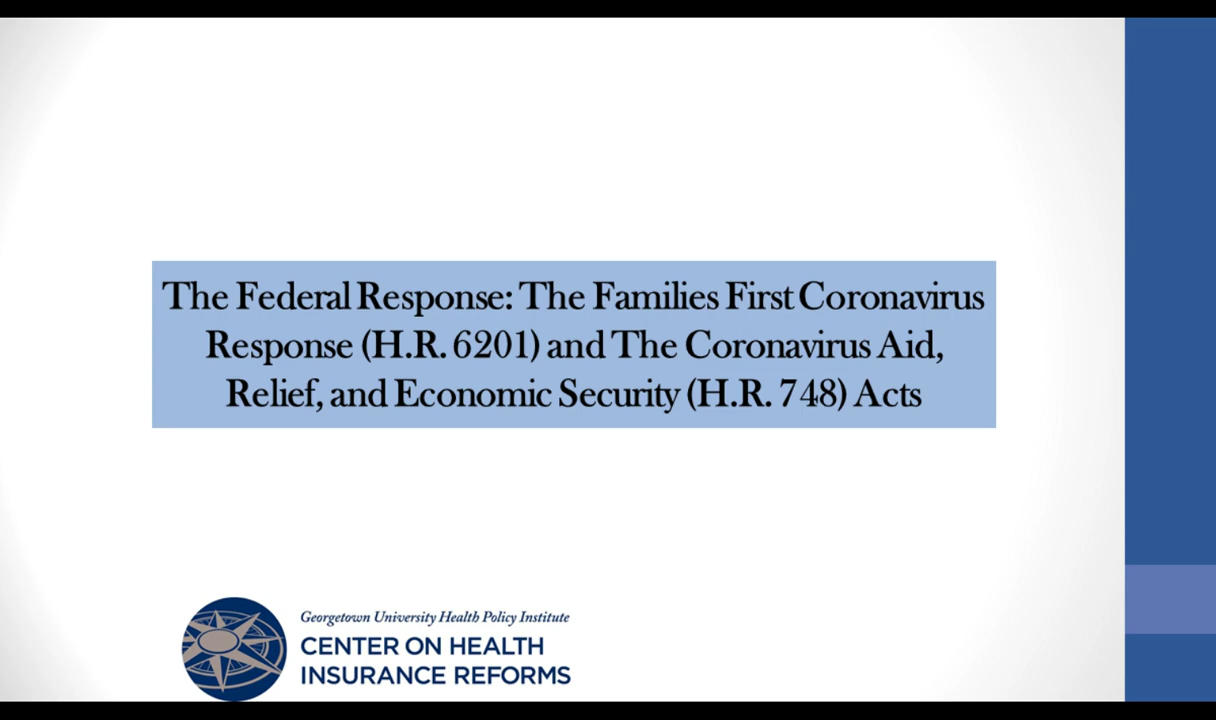 The Federal Response: The Families First Coronavirus
Response (H.R. 6201) and The Coronavirus Aid,
Relief, and Economic Security (H.R. 748) Acts
Georgetown University Health Policy Institute
CENTER ON HEALTH
INSURANCE REFORMS